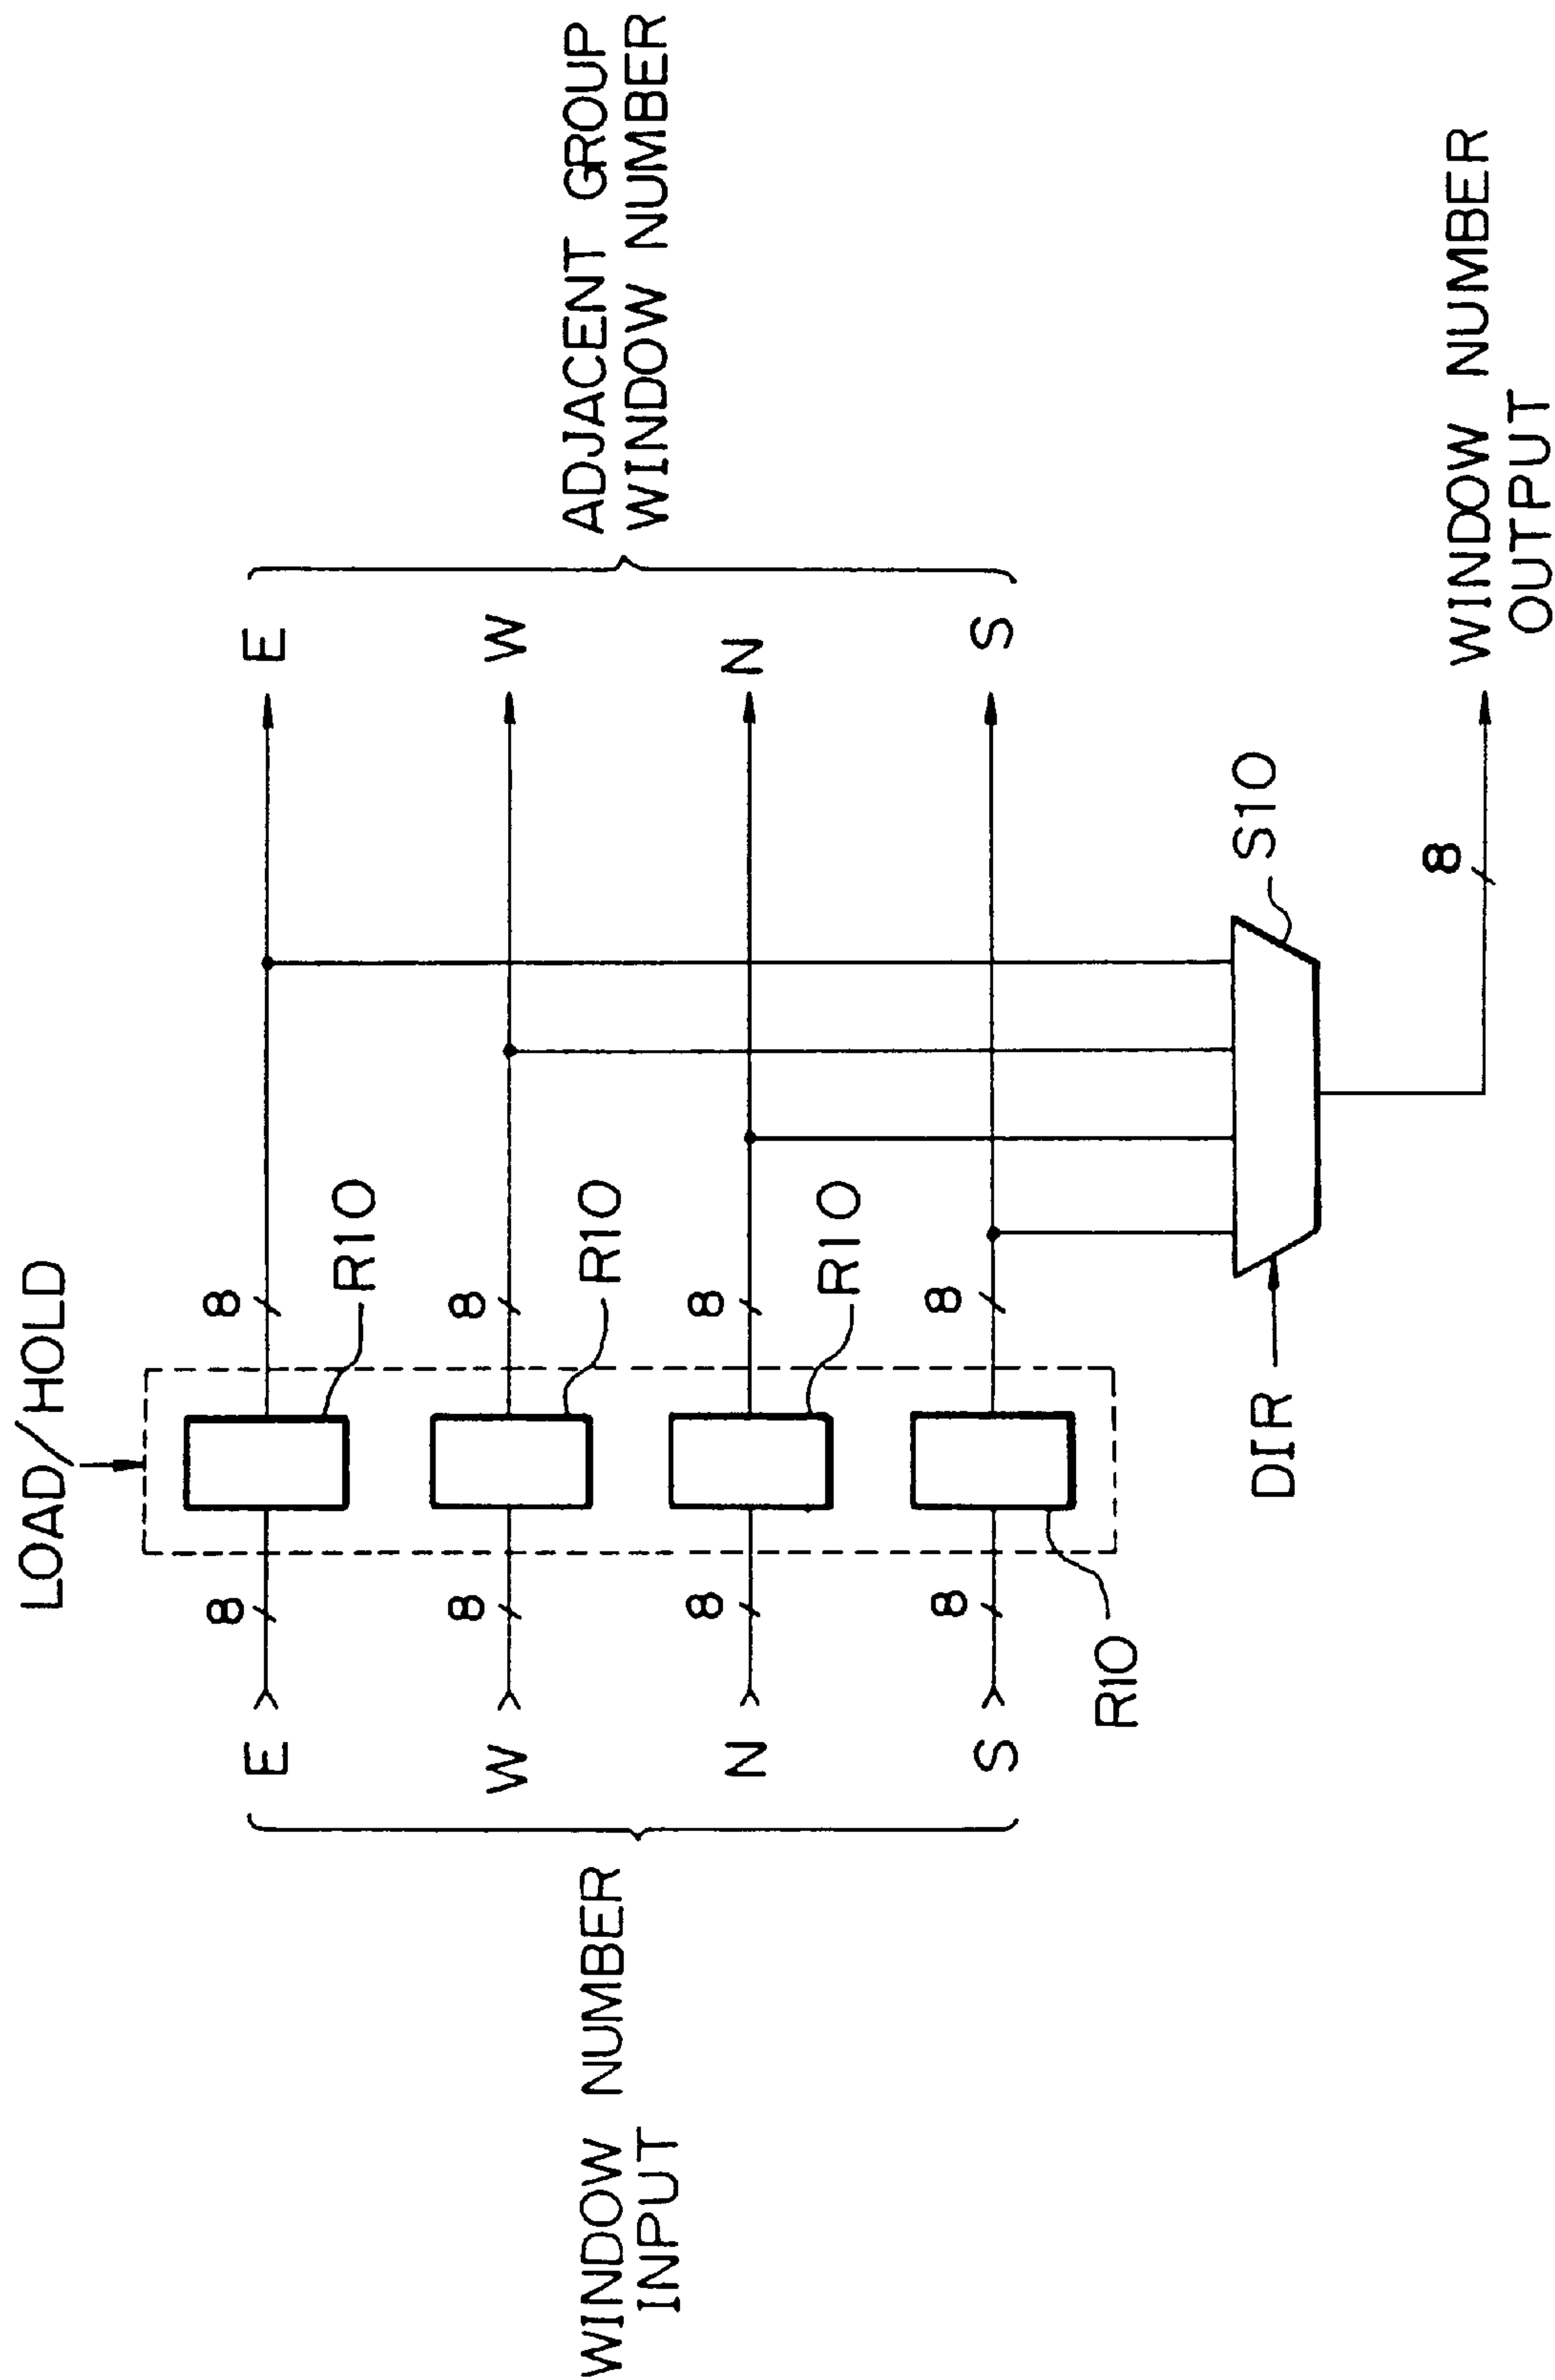 LOAD/HOLD
E
8
8
E
R10
W
8
8
W
R10
WINDOW NUMBER
INPUT
ADJACENT GROUP
WINDOW NUMBER
N
8
8
N
R10
S
8
8
S
R10
DIR
S10
8
WINDOW NUMBER
OUTPUT